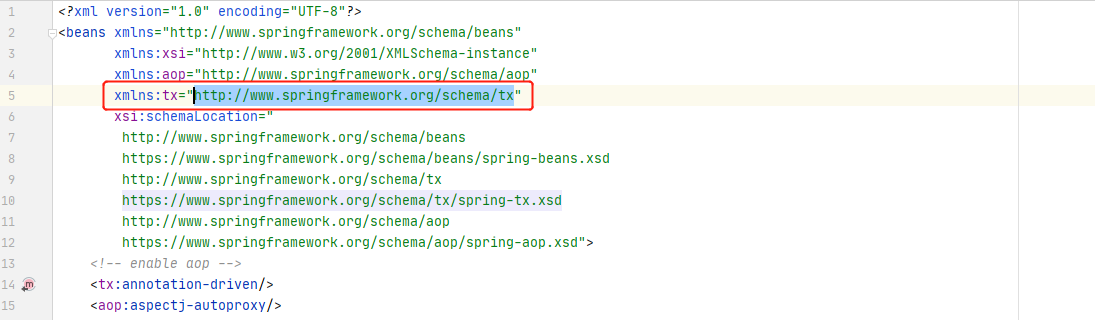 1 <?xml version="1.0" encoding="UTF-8"?>
2 <beans xmlns="http://www.springframework.org/schema/beans"
3 xmlns:xsi="http://www.w3.org/2001/XMLSchema-instance"
4 xmlns:aop="http://www.springframework.org/schema/aop"
5 xmlns:tx="http://www.springframework.org/schema/tx"
6 xsi:schemaLocation="
7 http://www.springframework.org/schema/beans
8 https://www.springframework.org/schema/beans/spring-beans.xsd
9 http://www.springframework.org/schema/tx
10 https://www.springframework.org/schema/tx/spring-tx.xsd
11 http://www.springframework.org/schema/aop
12 https://www.springframework.org/schema/aop/spring-aop.xsd">
13 <!-- enable aop -->
14 m <tx:annotation-driven/>
15 <aop:aspectj-autoproxy/>